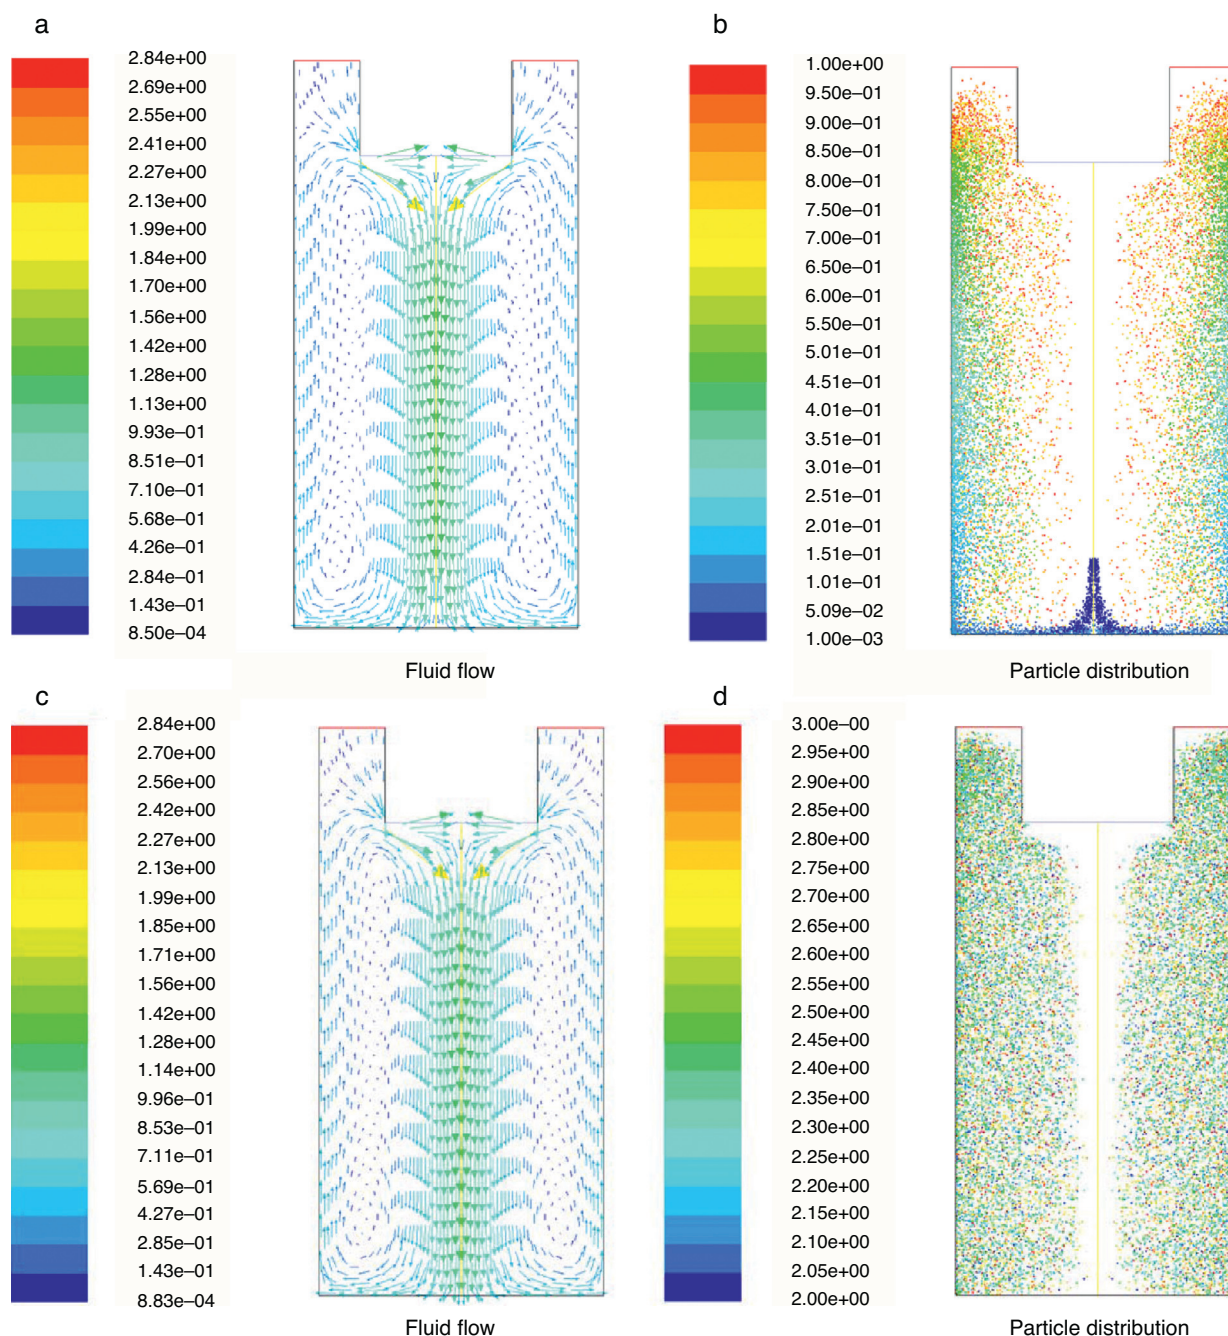 a
2.84e+00
2.69e+00
2.55e+00
2.41e+00
2.27e+00
2.13e+00
1.99e+00
1.84e+00
1.70e+00
1.56e+00
1.42e+00
1.28e+00
1.13e+00
9.93e–01
8.51e–01
7.10e–01
5.68e–01
4.26e–01
2.84e–01
1.43e–01
8.50e–04
Fluid flow
b
1.00e+00
9.50e–01
9.00e–01
8.50e–01
8.00e–01
7.50e–01
7.00e–01
6.50e–01
6.00e–01
5.50e–01
5.01e–01
4.51e–01
4.01e–01
3.51e–01
3.01e–01
2.51e–01
2.01e–01
1.51e–01
1.01e–01
5.09e–02
1.00e–03
Particle distribution
c
2.84e+00
2.70e+00
2.56e+00
2.42e+00
2.27e+00
2.13e+00
1.99e+00
1.85e+00
1.71e+00
1.56e+00
1.42e+00
1.28e+00
1.14e+00
9.96e–01
8.53e–01
7.11e–01
5.69e–01
4.27e–01
2.85e–01
1.43e–01
8.83e–04
Fluid flow
d
3.00e–00
2.95e+00
2.90e+00
2.85e+00
2.80e+00
2.75e+00
2.70e+00
2.65e+00
2.60e+00
2.55e+00
2.50e+00
2.45e+00
2.40e+00
2.35e+00
2.30e+00
2.25e+00
2.20e+00
2.15e+00
2.10e+00
2.05e+00
2.00e+00
Particle distribution